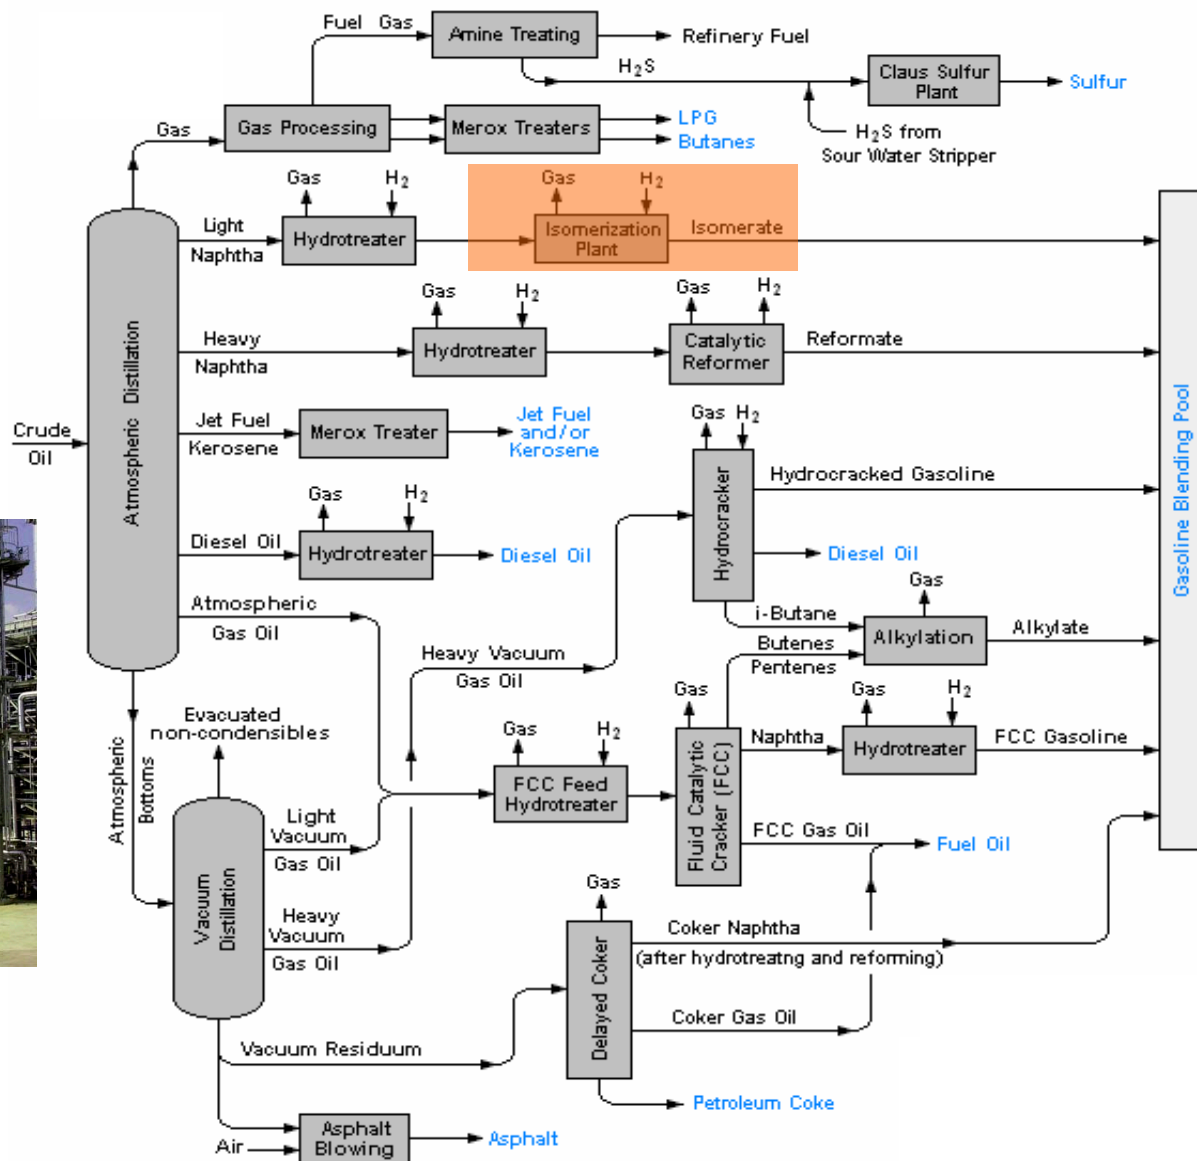 Fuel Gas
Amine Treating
Refinery Fuel
H2S
Claus Sulfur
Plant
Sulfur
Gas
Gas Processing
Merox Treaters
LPG
Butanes
H2S from
Sour Water Stripper
Gas
H2
Light
Naphtha
Hydrotreater
Gas
H2
Isomerization
Plant
Isomerate
Gas
H2
Heavy
Naphtha
Hydrotreater
Gas
H2
Catalytic
Reformer
Reformate
Crude
Oil
Atmospheric Distillation
Jet Fuel
Kerosene
Merox Treater
Jet Fuel
and/or
Kerosene
Gas
H2
Diesel Oil
Hydrotreater
Diesel Oil
Gas
H2
Hydrocracker
Hydrocracked Gasoline
Diesel Oil
i-Butane
Butenes
Pentenes
Gas
Alkylation
Alkylate
Gasoline Blending Pool
Atmospheric
Gas Oil
Heavy Vacuum
Gas Oil
Atmospheric
Bottoms
Evacuated
non-condensibles
Gas
H2
FCC Feed
Hydrotreater
Gas
Fluid Catalytic
Cracker (FCC)
Naphtha
Gas
H2
Hydrotreater
FCC Gasoline
FCC Gas Oil
Fuel Oil
Vacuum
Distillation
Light
Vacuum
Gas Oil
Heavy
Vacuum
Gas Oil
Gas
Delayed Coker
Coker Naphtha
(after hydrotreatng and reforming)
Coker Gas Oil
Vacuum Residuum
Petroleum Coke
Air
Asphalt
Blowing
Asphalt